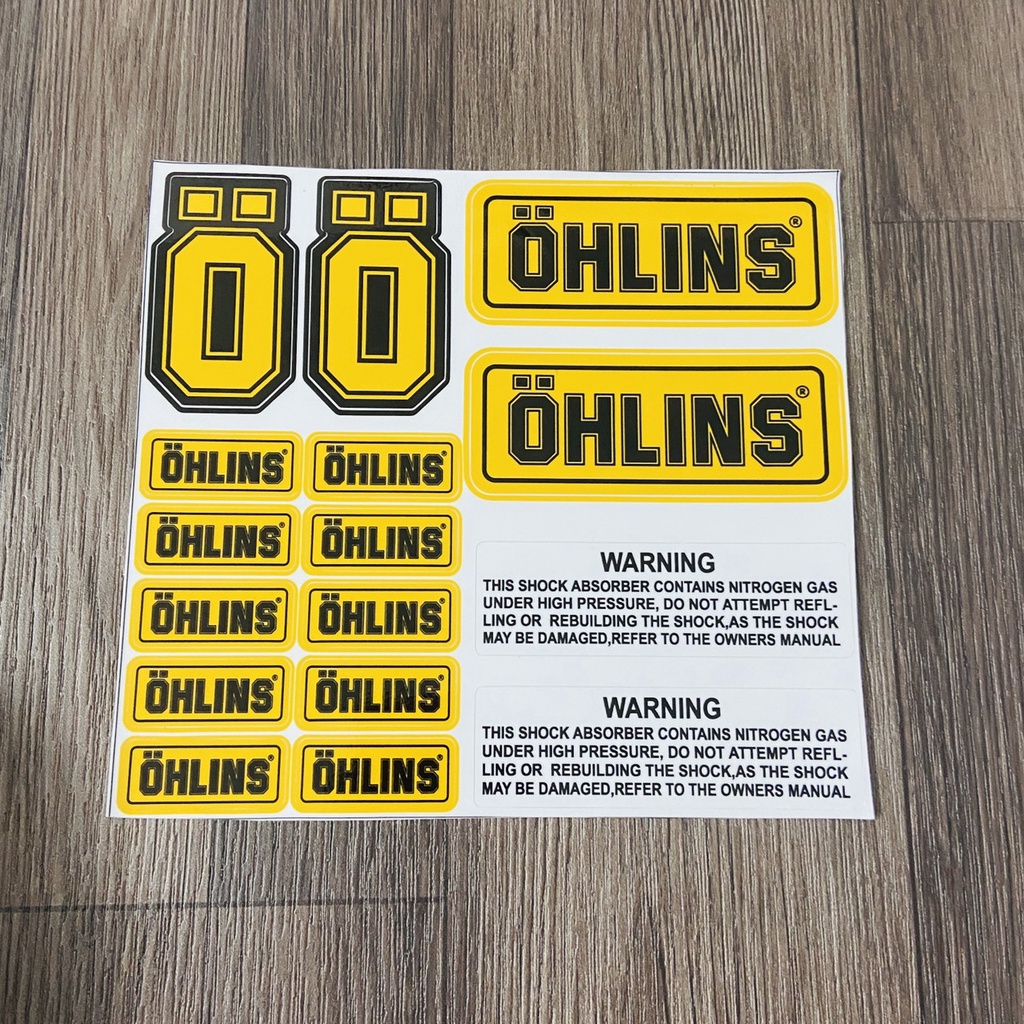 Ö Ö
ÖHLINS®
ÖHLINS®
ÖHLINS® ÖHLINS®
ÖHLINS® ÖHLINS®
ÖHLINS® ÖHLINS®
ÖHLINS® ÖHLINS®
ÖHLINS® ÖHLINS®
WARNING
THIS SHOCK ABSORBER CONTAINS NITROGEN GAS
UNDER HIGH PRESSURE, DO NOT ATTEMPT REFL-
LING OR REBUILDING THE SHOCK,AS THE SHOCK
MAY BE DAMAGED,REFER TO THE OWNERS MANUAL
WARNING
THIS SHOCK ABSORBER CONTAINS NITROGEN GAS
UNDER HIGH PRESSURE, DO NOT ATTEMPT REFL-
LING OR REBUILDING THE SHOCK,AS THE SHOCK
MAY BE DAMAGED,REFER TO THE OWNERS MANUAL